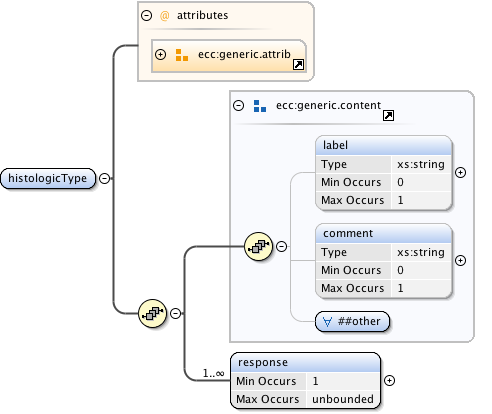 @ attributes
ecc:generic.attrib
ecc:generic.content
label
Type xs:string
Min Occurs 0
Max Occurs 1
histologicType
comment
Type xs:string
Min Occurs 0
Max Occurs 1
∀ ##other
response
1..∞
Min Occurs 1
Max Occurs unbounded